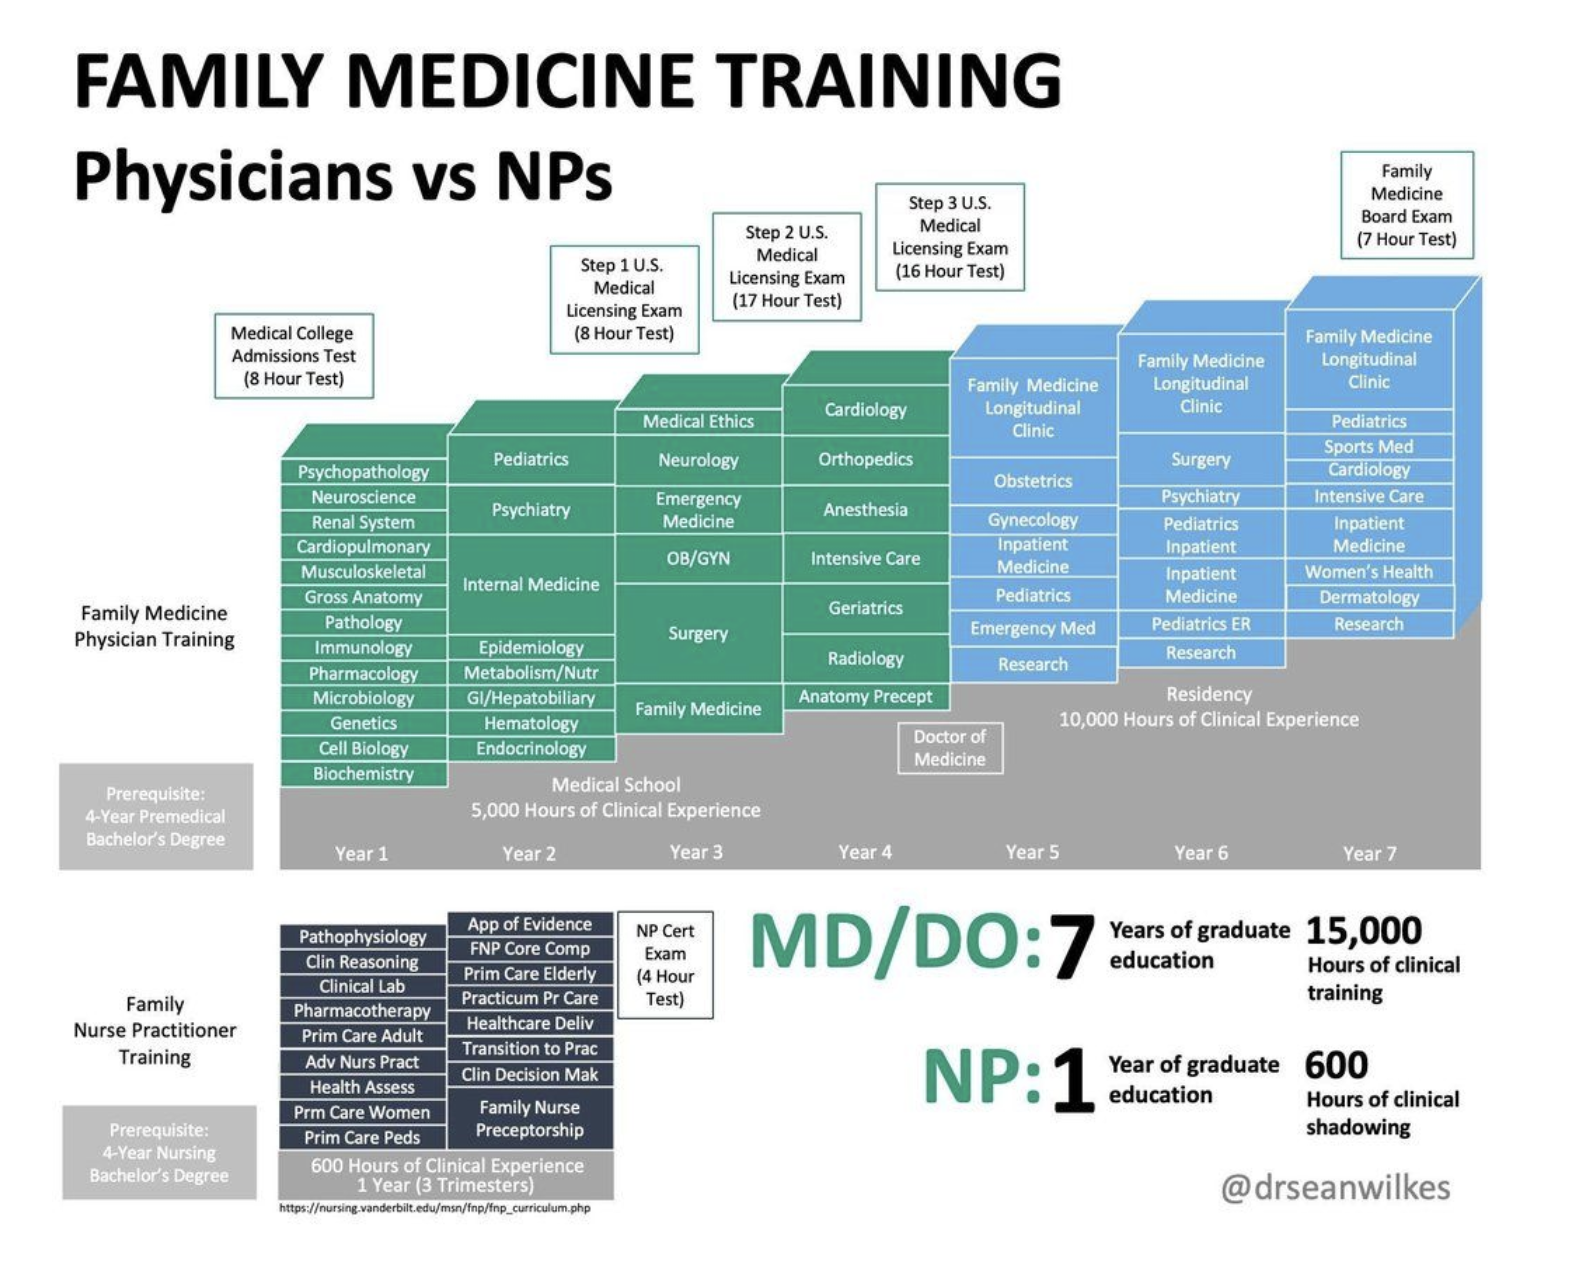 FAMILY MEDICINE TRAINING
Physicians vs NPs
Medical College
Admissions Test
(8 Hour Test)
Step 1 U.S.
Medical
Licensing Exam
(8 Hour Test)
Step 2 U.S.
Medical
Licensing Exam
(17 Hour Test)
Step 3 U.S.
Medical
Licensing Exam
(16 Hour Test)
Family
Medicine
Board Exam
(7 Hour Test)
Family Medicine
Physician Training
Prerequisite:
4-Year Premedical
Bachelor's Degree
Psychopathology
Neuroscience
Renal System
Cardiopulmonary
Musculoskeletal
Gross Anatomy
Pathology
Immunology
Pharmacology
Microbiology
Genetics
Cell Biology
Biochemistry
Pediatrics
Psychiatry
Internal Medicine
Epidemiology
Metabolism/Nutr
GI/Hepatobiliary
Hematology
Endocrinology
Medical Ethics
Neurology
Emergency
Medicine
OB/GYN
Surgery
Family Medicine
Cardiology
Orthopedics
Anesthesia
Intensive Care
Geriatrics
Radiology
Anatomy Precept
Family Medicine
Longitudinal
Clinic
Obstetrics
Gynecology
Inpatient
Medicine
Pediatrics
Emergency Med
Research
Family Medicine
Longitudinal
Clinic
Surgery
Psychiatry
Pediatrics
Inpatient
Inpatient
Medicine
Pediatrics ER
Research
Family Medicine
Longitudinal
Clinic
Pediatrics
Sports Med
Cardiology
Intensive Care
Inpatient
Medicine
Women's Health
Dermatology
Research
Medical School
5,000 Hours of Clinical Experience
Doctor of
Medicine
Residency
10,000 Hours of Clinical Experience
Year 1
Year 2
Year 3
Year 4
Year 5
Year 6
Year 7
Family
Nurse Practitioner
Training
Prerequisite:
4-Year Nursing
Bachelor's Degree
Pathophysiology
Clin Reasoning
Clinical Lab
Pharmacotherapy
Prim Care Adult
Adv Nurs Pract
Health Assess
Prm Care Women
Prim Care Peds
App of Evidence
FNP Core Comp
Prim Care Elderly
Practicum Pr Care
Healthcare Deliv
Transition to Prac
Clin Decision Mak
Family Nurse
Preceptorship
NP Cert
Exam
(4 Hour
Test)
600 Hours of Clinical Experience
1 Year (3 Trimesters)
https://nursing.vanderbilt.edu/msn/fnp/fnp_curriculum.php
MD/DO: 7 Years of graduate
education
15,000
Hours of clinical
training
NP: 1 Year of graduate
education
600
Hours of clinical
shadowing
@drseanwilkes